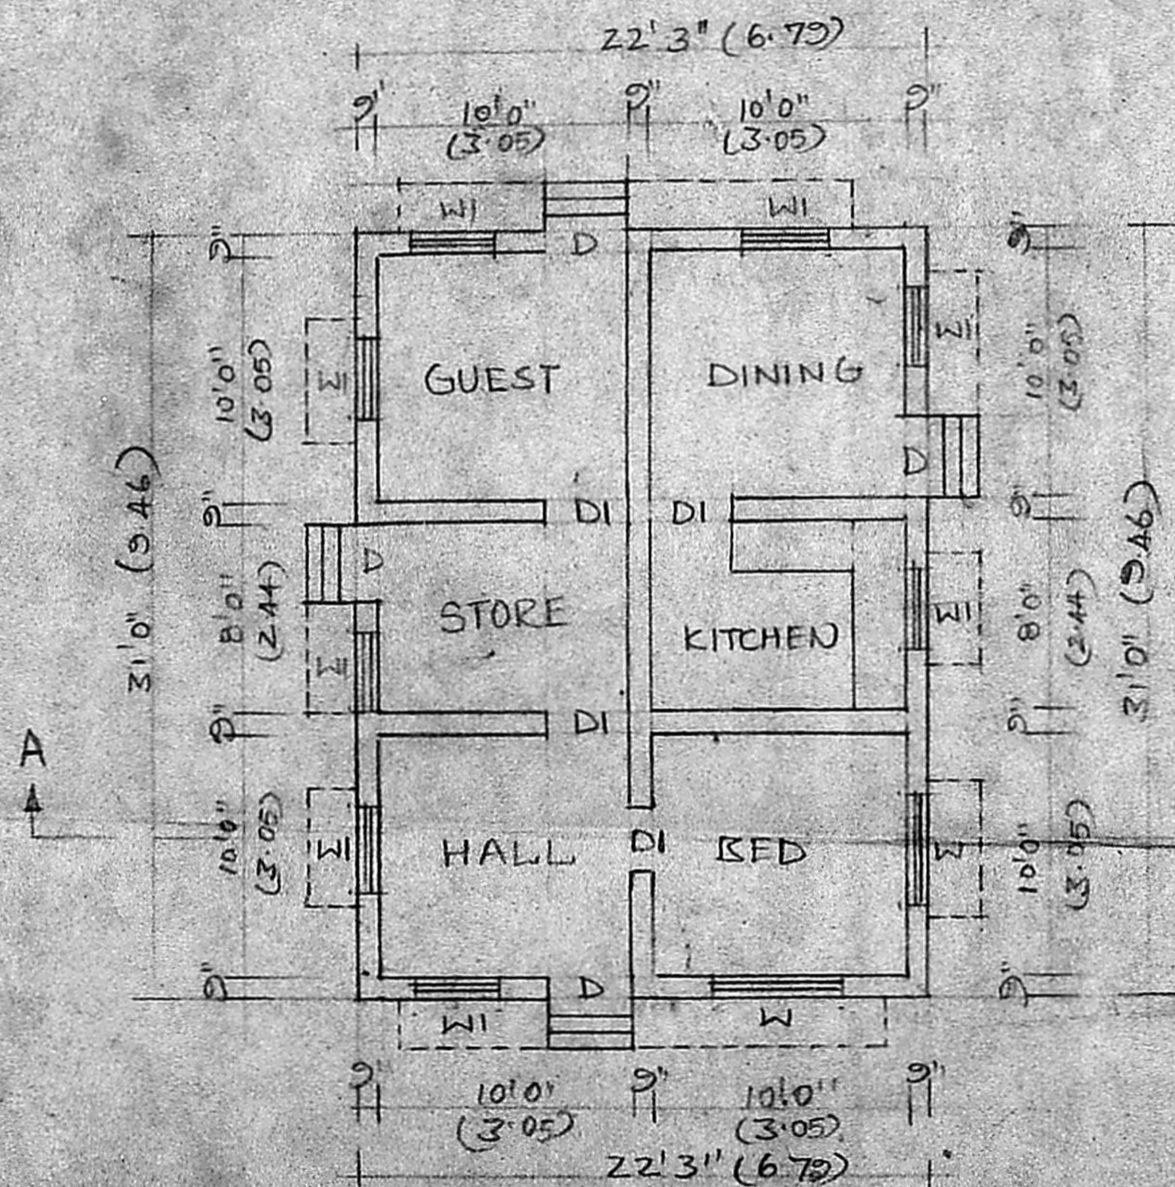 22'3" (6.79)
9" 10'0" 9" 10'0" 9"
(3.05) (3.05)
W1 D W1
9" 9"
10'0" (3.05) W1 GUEST DINING W1 10'0" (3.05)
D
9" D1 D1 9"
31'0" (9.46) 31'0" (9.46)
D
8'0" (2.44) STORE KITCHEN W1 8'0" (2.44)
W1
9" D1 9"
A
10'0" (3.05) W1 HALL D1 BED W 10'0" (3.05)
9" D 9"
W1 W
9" 10'0" 9" 10'0" 9"
(3.05) (3.05)
22'3" (6.79)